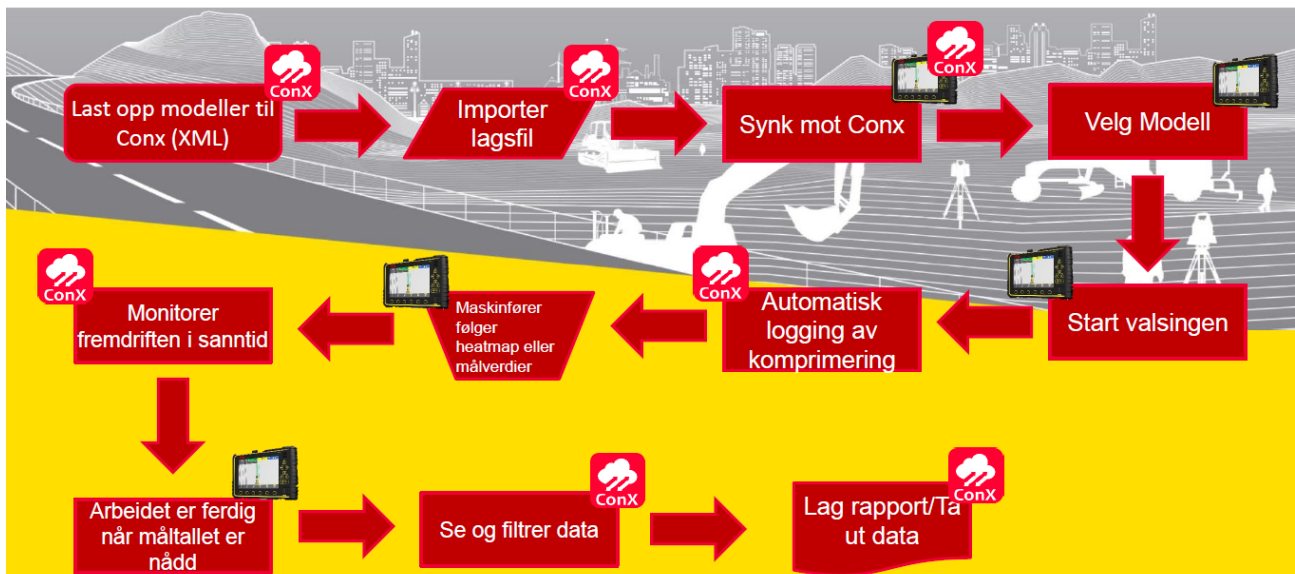 ConX
Last opp modeller til
Conx (XML)
ConX
Importer
lagsfil
ConX
Synk mot Conx
Velg Modell
Start valsingen
ConX
Automatisk
logging av
komprimering
Maskinfører
følger
heatmap eller
målverdier
ConX
Monitorer
fremdriften i sanntid
Arbeidet er ferdig
når måltallet er
nådd
ConX
Se og filtrer data
ConX
Lag rapport/Ta
ut data